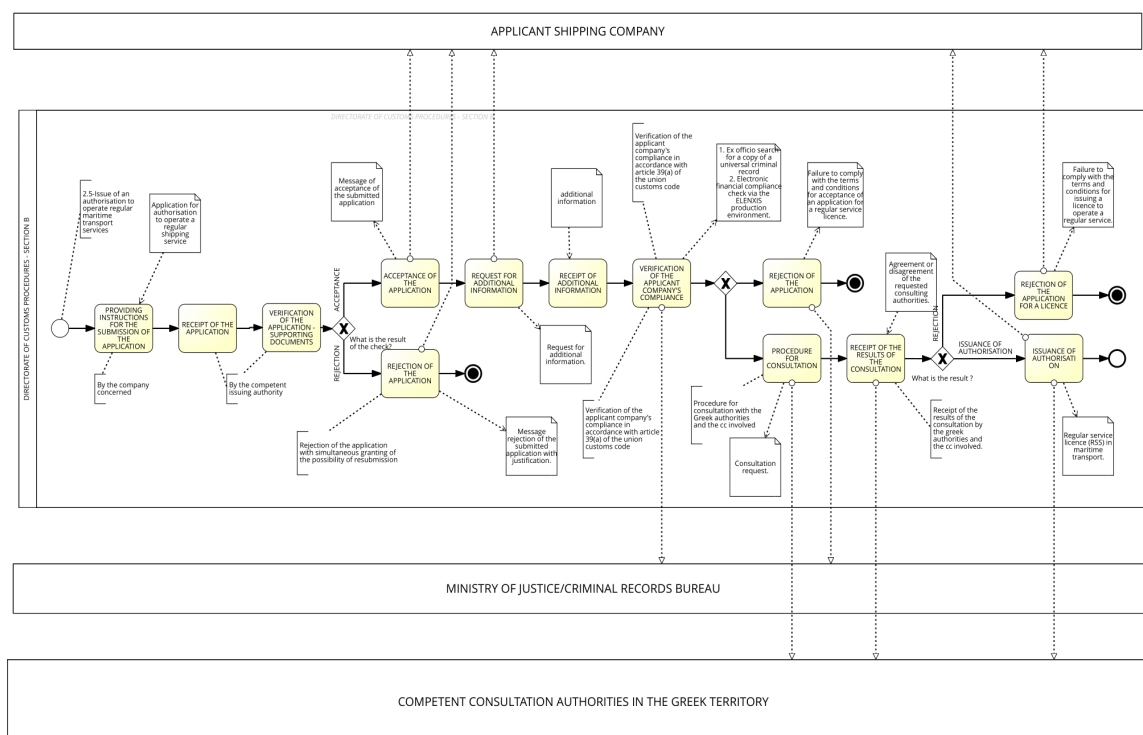 APPLICANT SHIPPING COMPANY
DIRECTORATE OF CUSTOMS PROCEDURES - SECTION B
DIRECTORATE OF CUSTOMS PROCEDURES - SECTION B
2.5-Issue of an
authorisation to
operate regular
maritime
transport
services
Application for
authorisation
to operate a
regular
shipping
service
PROVIDING
INSTRUCTIONS
FOR THE
SUBMISSION OF
THE
APPLICATION
By the company
concerned
RECEIPT OF THE
APPLICATION
By the competent
issuing authority
VERIFICATION
OF THE
APPLICATION -
SUPPORTING
DOCUMENTS
What is the result
of the check?
ACCEPTANCE
REJECTION
Message of
acceptance of
the submitted
application
ACCEPTANCE OF
THE
APPLICATION
REJECTION OF
THE
APPLICATION
Rejection of the application
with simultaneous granting of
the possibility of resubmission
Message
rejection of the
submitted
application with
justification.
REQUEST FOR
ADDITIONAL
INFORMATION
Request for
additional
information.
additional
information
RECEIPT OF
ADDITIONAL
INFORMATION
Verification of the
applicant
company's
compliance in
accordance with
article 39(a) of
the union
customs code
1. Ex officio search
for a copy of a
universal criminal
record
2. Electronic
financial compliance
check via the
ELENXIS
production
environment.
VERIFICATION
OF THE
APPLICANT
COMPANY'S
COMPLIANCE
Verification of the
applicant company's
compliance in
accordance with article
39(a) of the union
customs code
Failure to comply
with the terms
and conditions
for acceptance of
an application for
a regular service
licence.
REJECTION OF
THE
APPLICATION
PROCEDURE
FOR
CONSULTATION
Procedure for
consultation with the
Greek authorities
and the cc involved
Consultation
request.
Agreement or
disagreement
of the
requested
consulting
authorities.
RECEIPT OF THE
RESULTS OF
THE
CONSULTATION
Receipt of the
results of the
consultation by
the greek
authorities and
the cc involved.
What is the result ?
REJECTION
ISSUANCE OF
AUTHORISATION
Failure to
comply with the
terms and
conditions for
issuing a
licence to
operate a
regular service.
REJECTION OF
THE
APPLICATION
FOR A LICENCE
ISSUANCE OF
AUTHORISATI
ON
Regular service
licence (RSS) in
maritime
transport.
MINISTRY OF JUSTICE/CRIMINAL RECORDS BUREAU
COMPETENT CONSULTATION AUTHORITIES IN THE GREEK TERRITORY